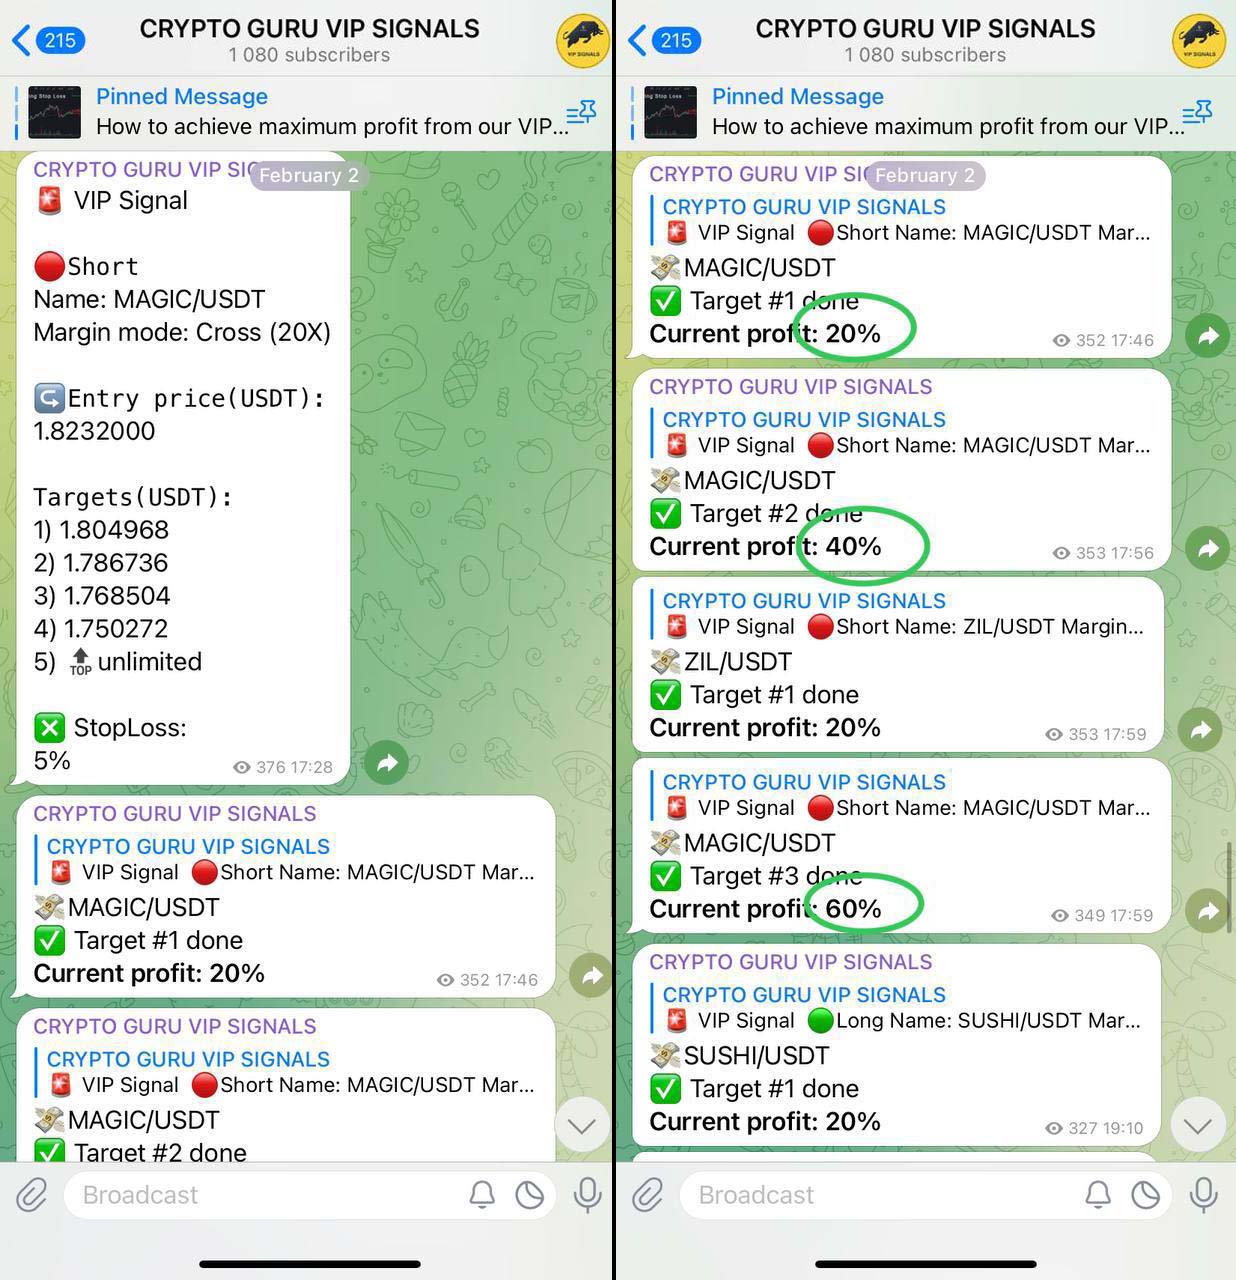 215
CRYPTO GURU VIP SIGNALS
1 080 subscribers
VIP SIGNALS
ng Stop Loss
Pinned Message
How to achieve maximum profit from our VIP...
CRYPTO GURU VIP SIG
February 2
VIP Signal
Short
Name: MAGIC/USDT
Margin mode: Cross (20X)
Entry price(USDT):
1.8232000
Targets(USDT):
1) 1.804968
2) 1.786736
3) 1.768504
4) 1.750272
5) 🔝 unlimited
StopLoss:
5%
376 17:28
CRYPTO GURU VIP SIGNALS
CRYPTO GURU VIP SIGNALS
VIP Signal Short Name: MAGIC/USDT Mar...
MAGIC/USDT
Target #1 done
Current profit: 20%
352 17:46
CRYPTO GURU VIP SIGNALS
CRYPTO GURU VIP SIGNALS
VIP Signal Short Name: MAGIC/USDT Mar...
MAGIC/USDT
Target #2 done
Broadcast
215
CRYPTO GURU VIP SIGNALS
1 080 subscribers
VIP SIGNALS
ng Stop Loss
Pinned Message
How to achieve maximum profit from our VIP...
CRYPTO GURU VIP SIG
February 2
CRYPTO GURU VIP SIGNALS
VIP Signal Short Name: MAGIC/USDT Mar...
MAGIC/USDT
Target #1 done
Current profit: 20%
352 17:46
CRYPTO GURU VIP SIGNALS
CRYPTO GURU VIP SIGNALS
VIP Signal Short Name: MAGIC/USDT Mar...
MAGIC/USDT
Target #2 done
Current profit: 40%
353 17:56
CRYPTO GURU VIP SIGNALS
VIP Signal Short Name: ZIL/USDT Margin...
ZIL/USDT
Target #1 done
Current profit: 20%
353 17:59
CRYPTO GURU VIP SIGNALS
VIP Signal Short Name: MAGIC/USDT Mar...
MAGIC/USDT
Target #3 done
Current profit: 60%
349 17:59
CRYPTO GURU VIP SIGNALS
CRYPTO GURU VIP SIGNALS
VIP Signal Long Name: SUSHI/USDT Mar...
SUSHI/USDT
Target #1 done
Current profit: 20%
327 19:10
Broadcast